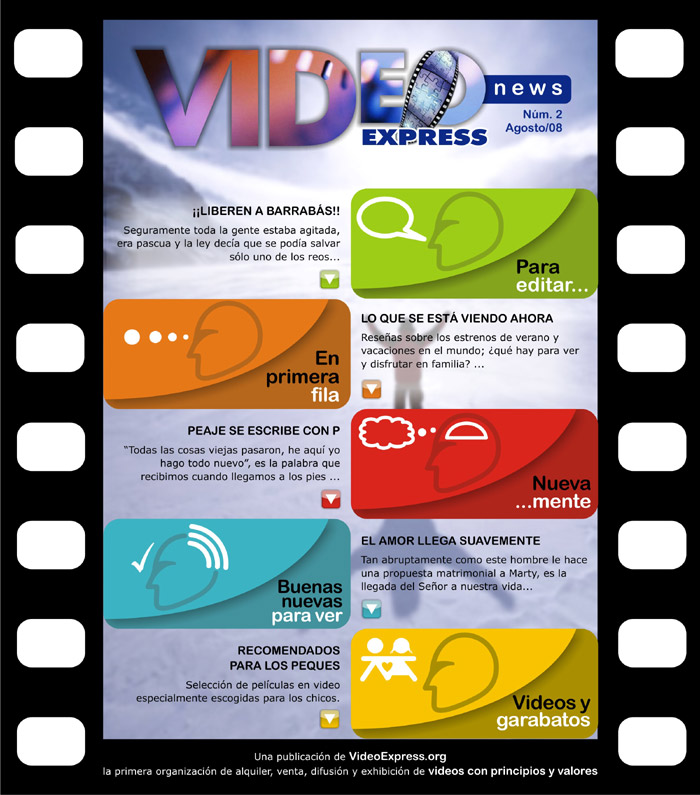 VIDEO
news
EXPRESS
Núm. 2
Agosto/08
¡¡LIBEREN A BARRABÁS!!
Seguramente toda la gente estaba agitada,
era pascua y la ley decía que se podía salvar
sólo uno de los reos...
Para
editar...
En
primera
fila
LO QUE SE ESTÁ VIENDO AHORA
Reseñas sobre los estrenos de verano y
vacaciones en el mundo; ¿qué hay para ver
y disfrutar en familia? ...
PEAJE SE ESCRIBE CON P
“Todas las cosas viejas pasaron, he aquí yo
hago todo nuevo”, es la palabra que
recibimos cuando llegamos a los pies ...
Nueva
...mente
Buenas
nuevas
para ver
EL AMOR LLEGA SUAVEMENTE
Tan abruptamente como este hombre le hace
una propuesta matrimonial a Marty, es la
llegada del Señor a nuestra vida...
RECOMENDADOS
PARA LOS PEQUES
Selección de películas en video
especialmente escogidas para los chicos.
Videos y
garabatos
Una publicación de VideoExpress.org
la primera organización de alquiler, venta, difusión y exhibición de videos con principios y valores